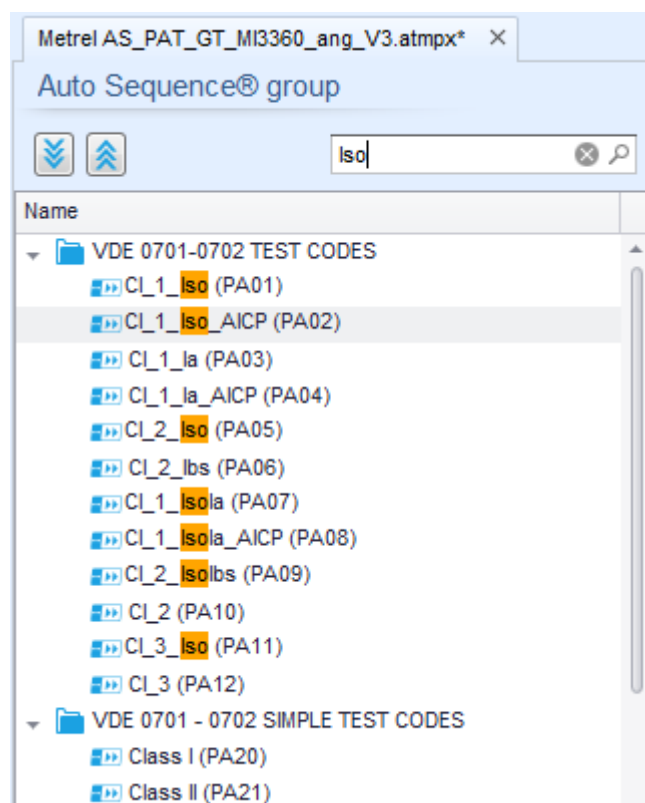 Metrel AS_PAT_GT_MI3360_ang_V3.atmpx*
Auto Sequence® group
Iso
Name
VDE 0701-0702 TEST CODES
Cl_1_Iso (PA01)
Cl_1_Iso_AICP (PA02)
Cl_1_Ia (PA03)
Cl_1_Ia_AICP (PA04)
Cl_2_Iso (PA05)
Cl_2_Ibs (PA06)
Cl_1_IsoIa (PA07)
Cl_1_IsoIa_AICP (PA08)
Cl_2_IsoIbs (PA09)
Cl_2 (PA10)
Cl_3_Iso (PA11)
Cl_3 (PA12)
VDE 0701 - 0702 SIMPLE TEST CODES
Class I (PA20)
Class II (PA21)